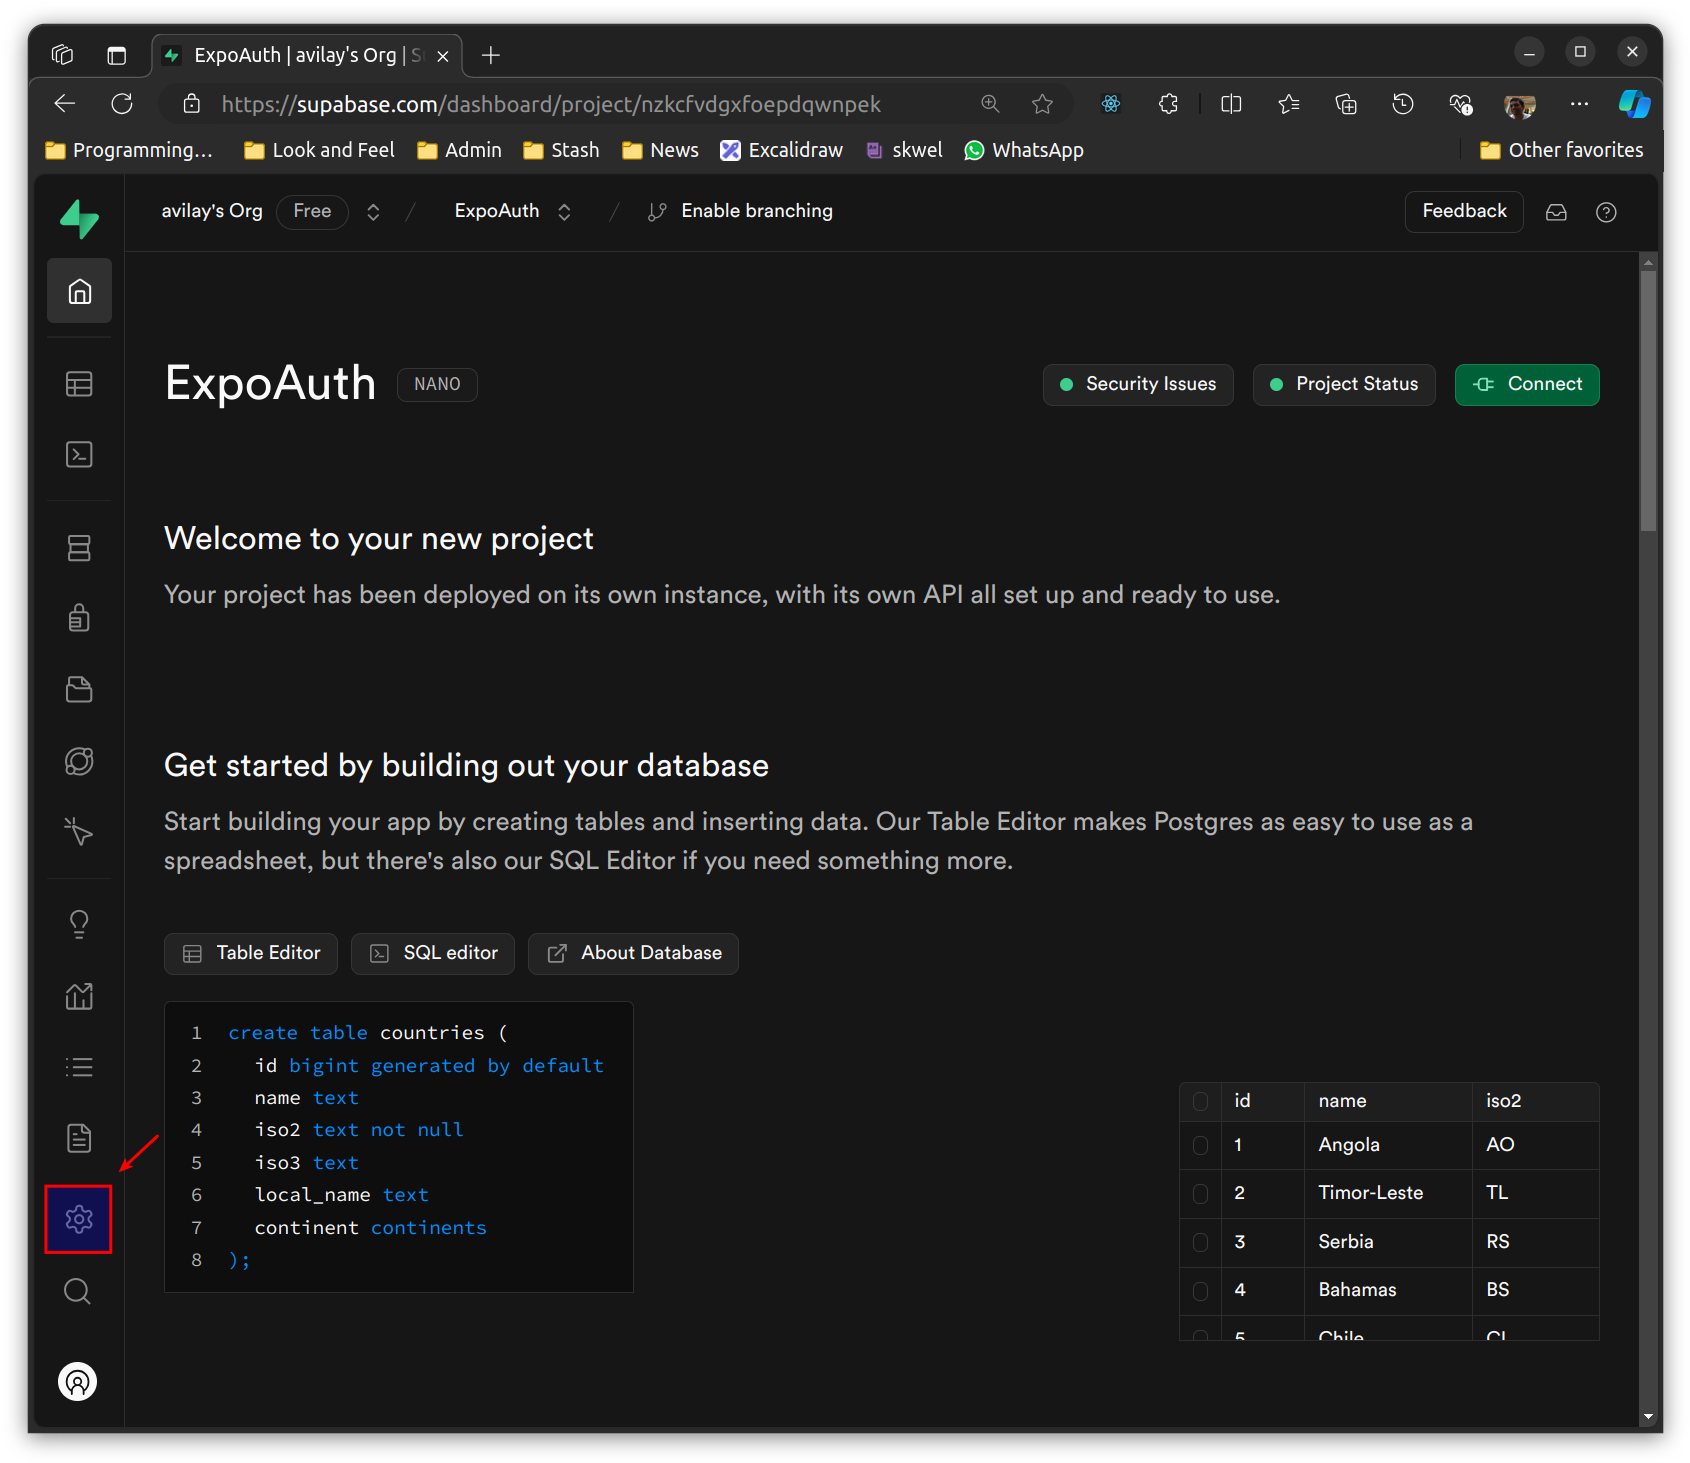 ExpoAuth | avilay's Org | S
https://supabase.com/dashboard/project/nzkcfvdgxfoepdqwnpek
Programming... Look and Feel Admin Stash News Excalidraw skwel WhatsApp Other favorites
avilay's Org Free / ExpoAuth / Enable branching Feedback
ExpoAuth NANO Security Issues Project Status Connect
Welcome to your new project
Your project has been deployed on its own instance, with its own API all set up and ready to use.
Get started by building out your database
Start building your app by creating tables and inserting data. Our Table Editor makes Postgres as easy to use as a
spreadsheet, but there's also our SQL Editor if you need something more.
Table Editor SQL editor About Database
1 create table countries (
2 id bigint generated by default
3 name text
4 iso2 text not null
5 iso3 text
6 local_name text
7 continent continents
8 );
id name iso2
1 Angola AO
2 Timor-Leste TL
3 Serbia RS
4 Bahamas BS
5 Chile CL